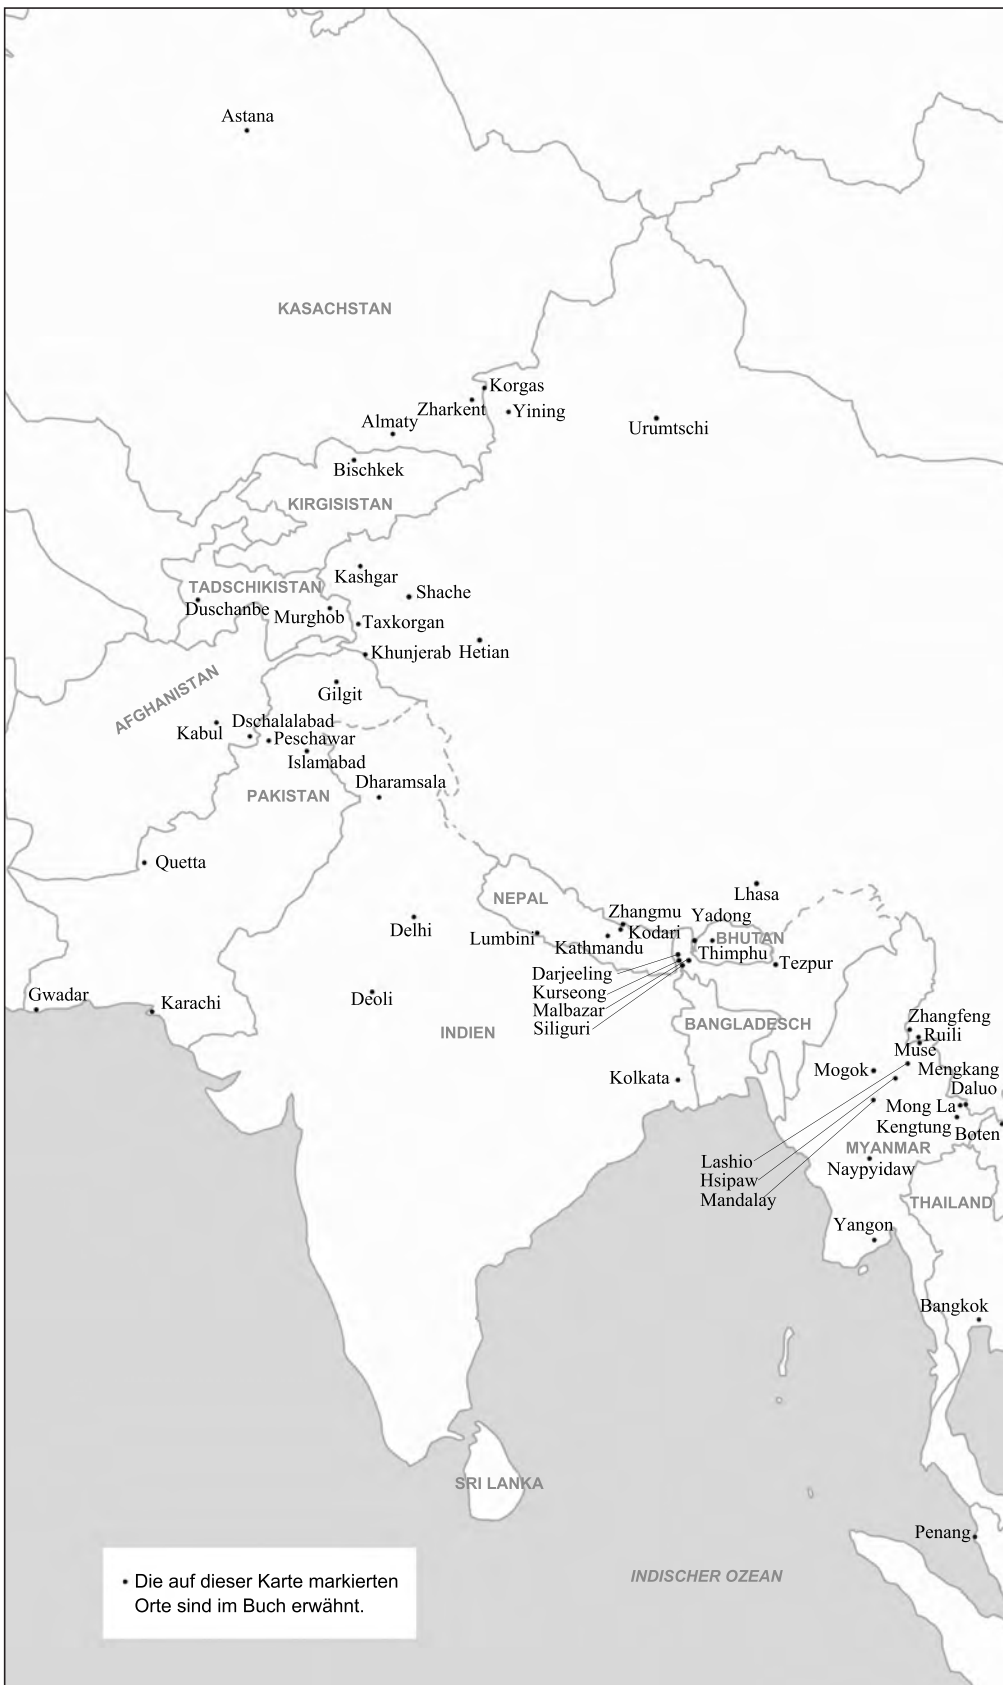 Astana
KASACHSTAN
Korgas
Zharkent
Yining
Almaty
Urumtschi
Bischkek
KIRGISISTAN
Kashgar
TADSCHIKISTAN
Shache
Duschanbe
Murghob
Taxkorgan
Khunjerab
Hetian
AFGHANISTAN
Gilgit
Dschalalabad
Kabul
Peschawar
Islamabad
Dharamsala
PAKISTAN
Quetta
Lhasa
NEPAL
Zhangmu
Yadong
Delhi
Kodari
BHUTAN
Lumbini
Kathmandu
Thimphu
Tezpur
Darjeeling
Kurseong
Malbazar
Siliguri
Gwadar
Karachi
Deoli
INDIEN
BANGLADESCH
Zhangfeng
Ruili
Muse
Mogok
Mengkang
Kolkata
Daluo
Mong La
Kengtung
Boten
MYANMAR
Lashio
Naypyidaw
Hsipaw
Mandalay
THAILAND
Yangon
Bangkok
SRI LANKA
Penang
INDISCHER OZEAN
• Die auf dieser Karte markierten
Orte sind im Buch erwähnt.